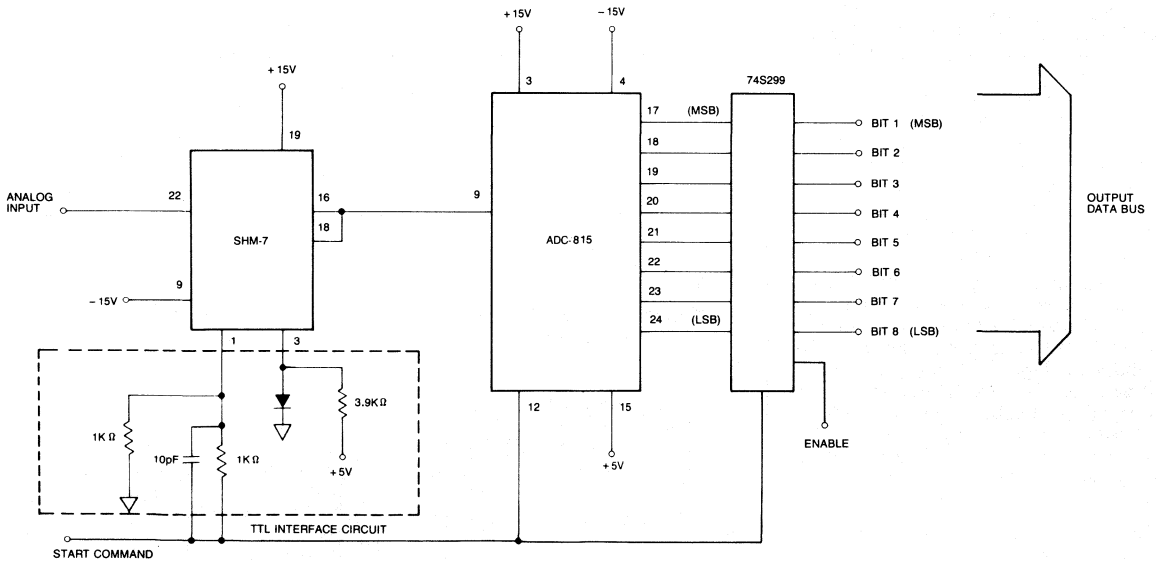 +15V
-15V
+15V
3
4
74S299
19
17 (MSB)
BIT 1 (MSB)
18
BIT 2
ANALOG
INPUT
22
16
9
19
BIT 3
18
20
BIT 4
OUTPUT
DATA BUS
SHM-7
ADC-815
21
BIT 5
22
BIT 6
-15V
9
23
BIT 7
24 (LSB)
BIT 8 (LSB)
1
3
12
15
3.9KΩ
1KΩ
10pF
1KΩ
+5V
+5V
ENABLE
TTL INTERFACE CIRCUIT
START COMMAND